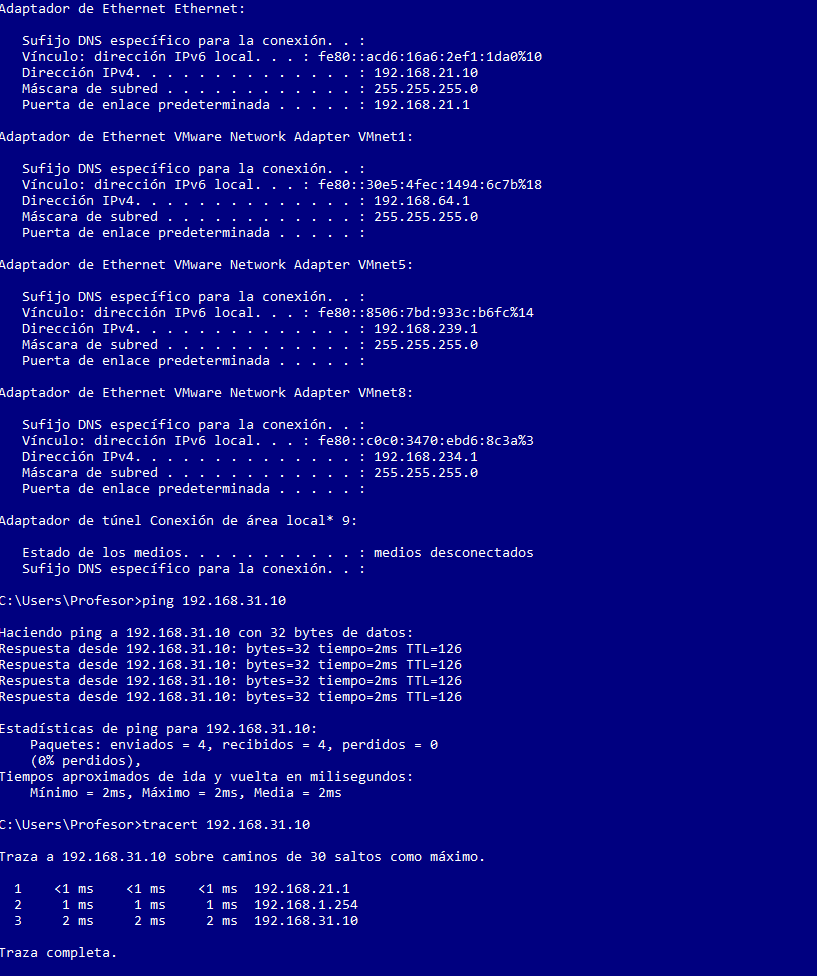 Adaptador de Ethernet Ethernet:
Sufijo DNS específico para la conexión. . :
Vínculo: dirección IPv6 local. . . : fe80::acd6:16a6:2ef1:1da0%10
Dirección IPv4. . . . . . . . . . . . . . : 192.168.21.10
Máscara de subred . . . . . . . . . . . . : 255.255.255.0
Puerta de enlace predeterminada . . . . . : 192.168.21.1
Adaptador de Ethernet VMware Network Adapter VMnet1:
Sufijo DNS específico para la conexión. . :
Vínculo: dirección IPv6 local. . . : fe80::30e5:4fec:1494:6c7b%18
Dirección IPv4. . . . . . . . . . . . . . : 192.168.64.1
Máscara de subred . . . . . . . . . . . . : 255.255.255.0
Puerta de enlace predeterminada . . . . . :
Adaptador de Ethernet VMware Network Adapter VMnet5:
Sufijo DNS específico para la conexión. . :
Vínculo: dirección IPv6 local. . . : fe80::8506:7bd:933c:b6fc%14
Dirección IPv4. . . . . . . . . . . . . . : 192.168.239.1
Máscara de subred . . . . . . . . . . . . : 255.255.255.0
Puerta de enlace predeterminada . . . . . :
Adaptador de Ethernet VMware Network Adapter VMnet8:
Sufijo DNS específico para la conexión. . :
Vínculo: dirección IPv6 local. . . : fe80::c0c0:3470:ebd6:8c3a%3
Dirección IPv4. . . . . . . . . . . . . . : 192.168.234.1
Máscara de subred . . . . . . . . . . . . : 255.255.255.0
Puerta de enlace predeterminada . . . . . :
Adaptador de túnel Conexión de área local* 9:
Estado de los medios. . . . . . . . . . . : medios desconectados
Sufijo DNS específico para la conexión. . :
C:\Users\Profesor>ping 192.168.31.10
Haciendo ping a 192.168.31.10 con 32 bytes de datos:
Respuesta desde 192.168.31.10: bytes=32 tiempo=2ms TTL=126
Respuesta desde 192.168.31.10: bytes=32 tiempo=2ms TTL=126
Respuesta desde 192.168.31.10: bytes=32 tiempo=2ms TTL=126
Respuesta desde 192.168.31.10: bytes=32 tiempo=2ms TTL=126
Estadísticas de ping para 192.168.31.10:
Paquetes: enviados = 4, recibidos = 4, perdidos = 0
(0% perdidos),
Tiempos aproximados de ida y vuelta en milisegundos:
Mínimo = 2ms, Máximo = 2ms, Media = 2ms
C:\Users\Profesor>tracert 192.168.31.10
Traza a 192.168.31.10 sobre caminos de 30 saltos como máximo.
1 <1 ms <1 ms <1 ms 192.168.21.1
2 1 ms 1 ms 1 ms 192.168.1.254
3 2 ms 2 ms 2 ms 192.168.31.10
Traza completa.